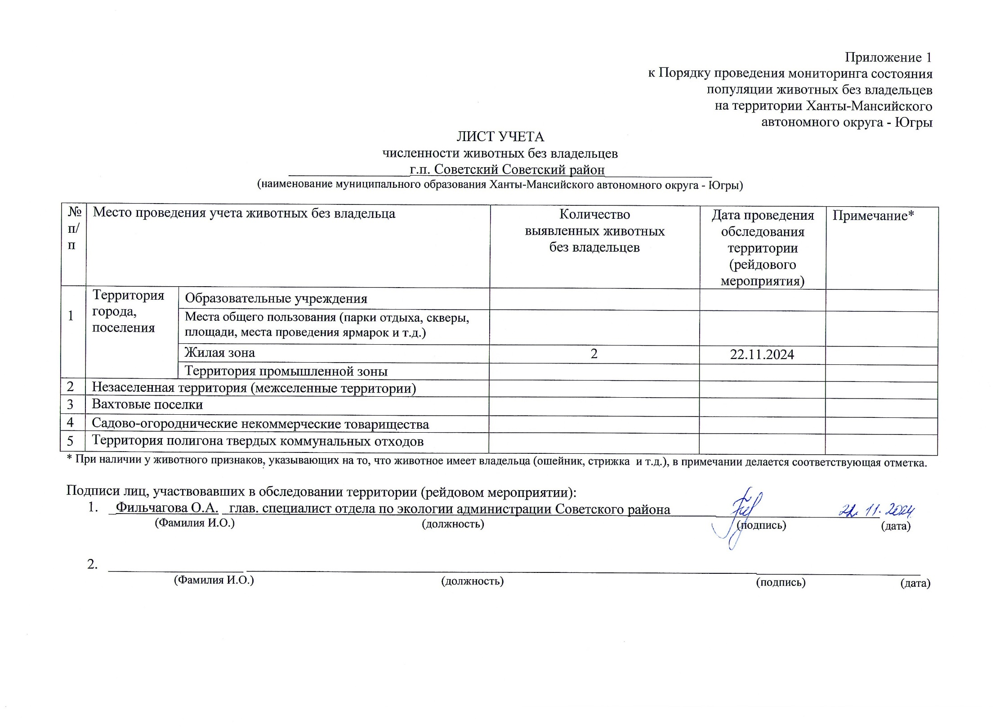 Приложение 1
к Порядку проведения мониторинга состояния
популяции животных без владельцев
на территории Ханты-Мансийского
автономного округа - Югры
ЛИСТ УЧЕТА
численности животных без владельцев
г.п. Советский Советский район
(наименование муниципального образования Ханты-Мансийского автономного округа - Югры)
№ п/п
Место проведения учета животных без владельца
Количество
выявленных животных
без владельцев
Дата проведения
обследования
территории
(рейдового
мероприятия)
Примечание*
1
Территория
города,
поселения
Образовательные учреждения
Места общего пользования (парки отдыха, скверы,
площади, места проведения ярмарок и т.д.)
Жилая зона 2 22.11.2024
Территория промышленной зоны
2 Незаселенная территория (межселенные территории)
3 Вахтовые поселки
4 Садово-огороднические некоммерческие товарищества
5 Территория полигона твердых коммунальных отходов
* При наличии у животного признаков, указывающих на то, что животное имеет владельца (ошейник, стрижка и т.д.), в примечании делается соответствующая отметка.
Подписи лиц, участвовавших в обследовании территории (рейдовом мероприятии):
1. Фильчагова О.А. глав. специалист отдела по экологии администрации Советского района 22.11.2024
(Фамилия И.О.) (должность) (подпись) (дата)
2.
(Фамилия И.О.) (должность) (подпись) (дата)